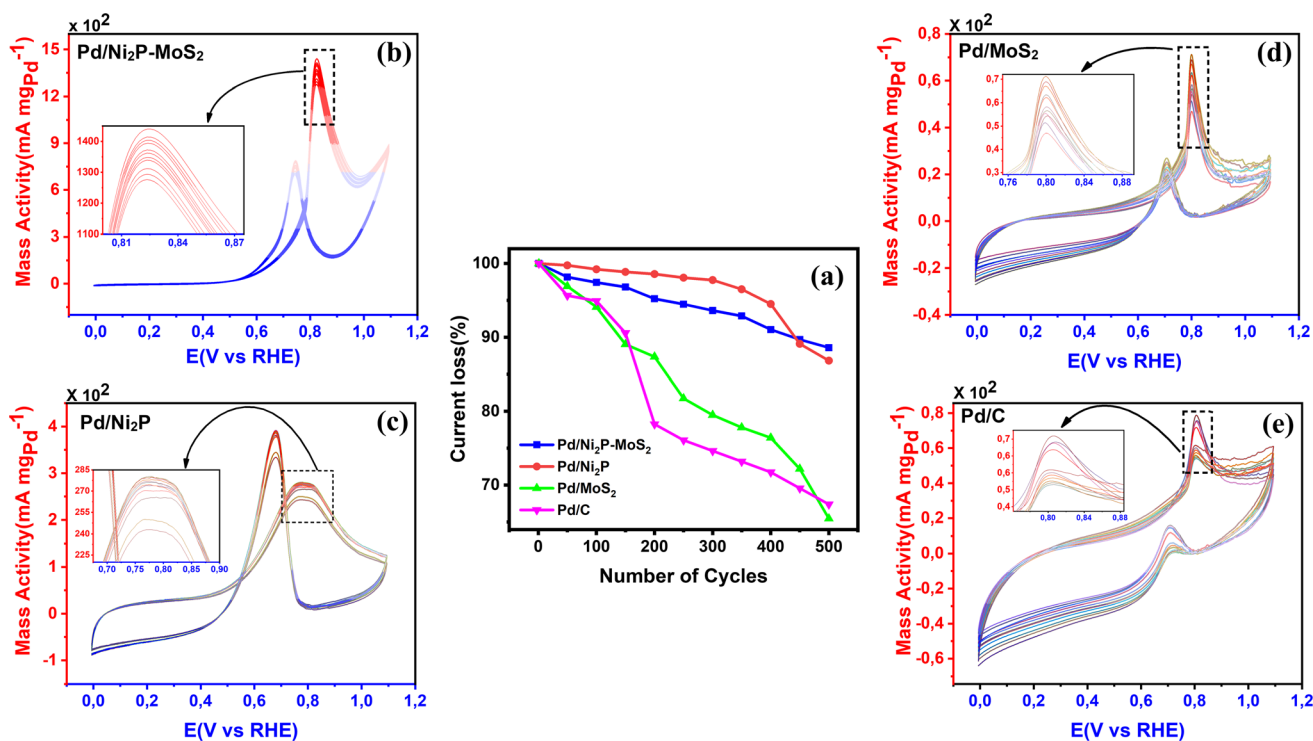 X 10²
Pd/Ni₂P-MoS₂
(b)
15,0
12,5
10,0
7,5
5,0
2,5
0
1400
1300
1200
1100
0,81 0,84 0,87
0,0 0,2 0,4 0,6 0,8 1,0 1,2
E(V vs RHE)
Mass Activity(mA mgPd⁻¹)
X 10²
Pd/Ni₂P
(c)
4
3
2
1
0
-1
285
270
255
240
225
0,70 0,75 0,80 0,85 0,90
0,0 0,2 0,4 0,6 0,8 1,0 1,2
E(V vs RHE)
Mass Activity(mA mgPd⁻¹)
(a)
100
90
80
70
Current loss(%)
Pd/Ni₂P-MoS₂
Pd/Ni₂P
Pd/MoS₂
Pd/C
0 100 200 300 400 500
Number of Cycles
X 10²
Pd/MoS₂
(d)
0,8
0,6
0,4
0,2
0,0
-0,2
-0,4
0,7
0,6
0,5
0,4
0,3
0,76 0,80 0,84 0,88
0,0 0,2 0,4 0,6 0,8 1,0 1,2
E(V vs RHE)
Mass Activity(mA mgPd⁻¹)
X 10²
Pd/C
(e)
0,8
0,6
0,4
0,2
0,0
-0,2
-0,4
-0,6
0,7
0,6
0,5
0,4
0,80 0,84 0,88
0,0 0,2 0,4 0,6 0,8 1,0 1,2
E(V vs RHE)
Mass Activity(mA mgPd⁻¹)